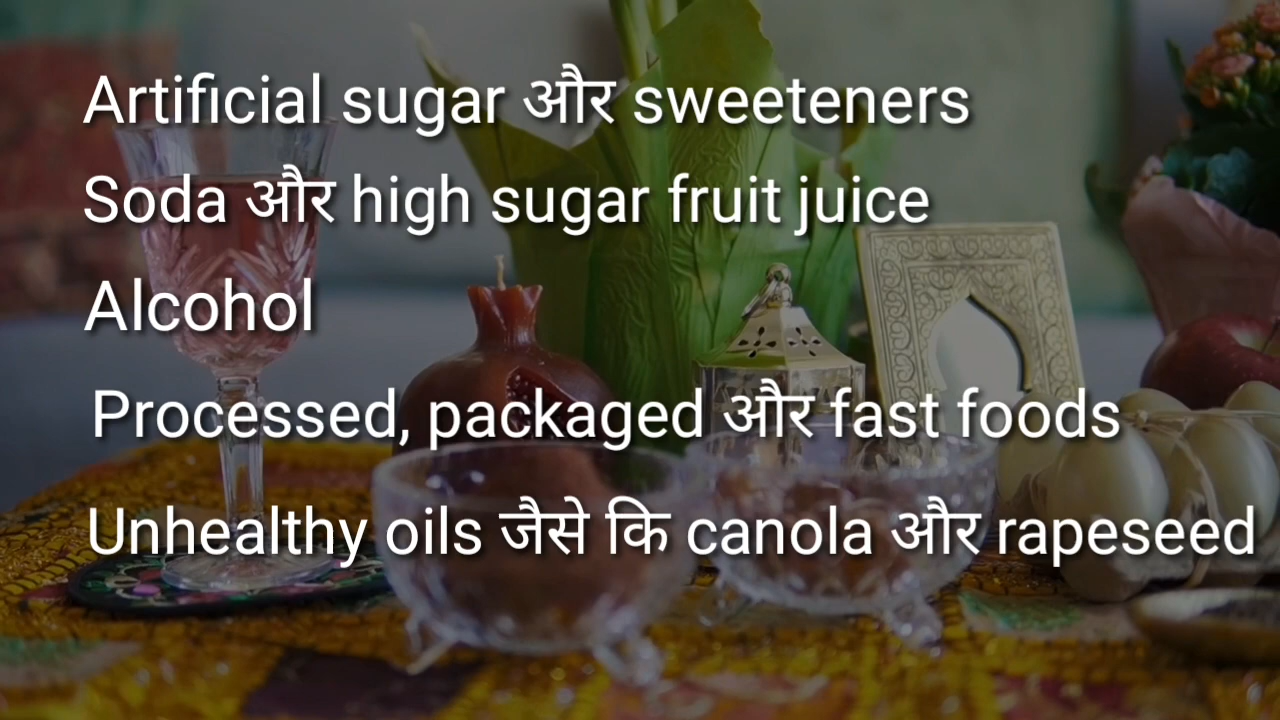 Artificial sugar और sweeteners
Soda और high sugar fruit juice
Alcohol
Processed, packaged और fast foods
Unhealthy oils जैसे कि canola और rapeseed